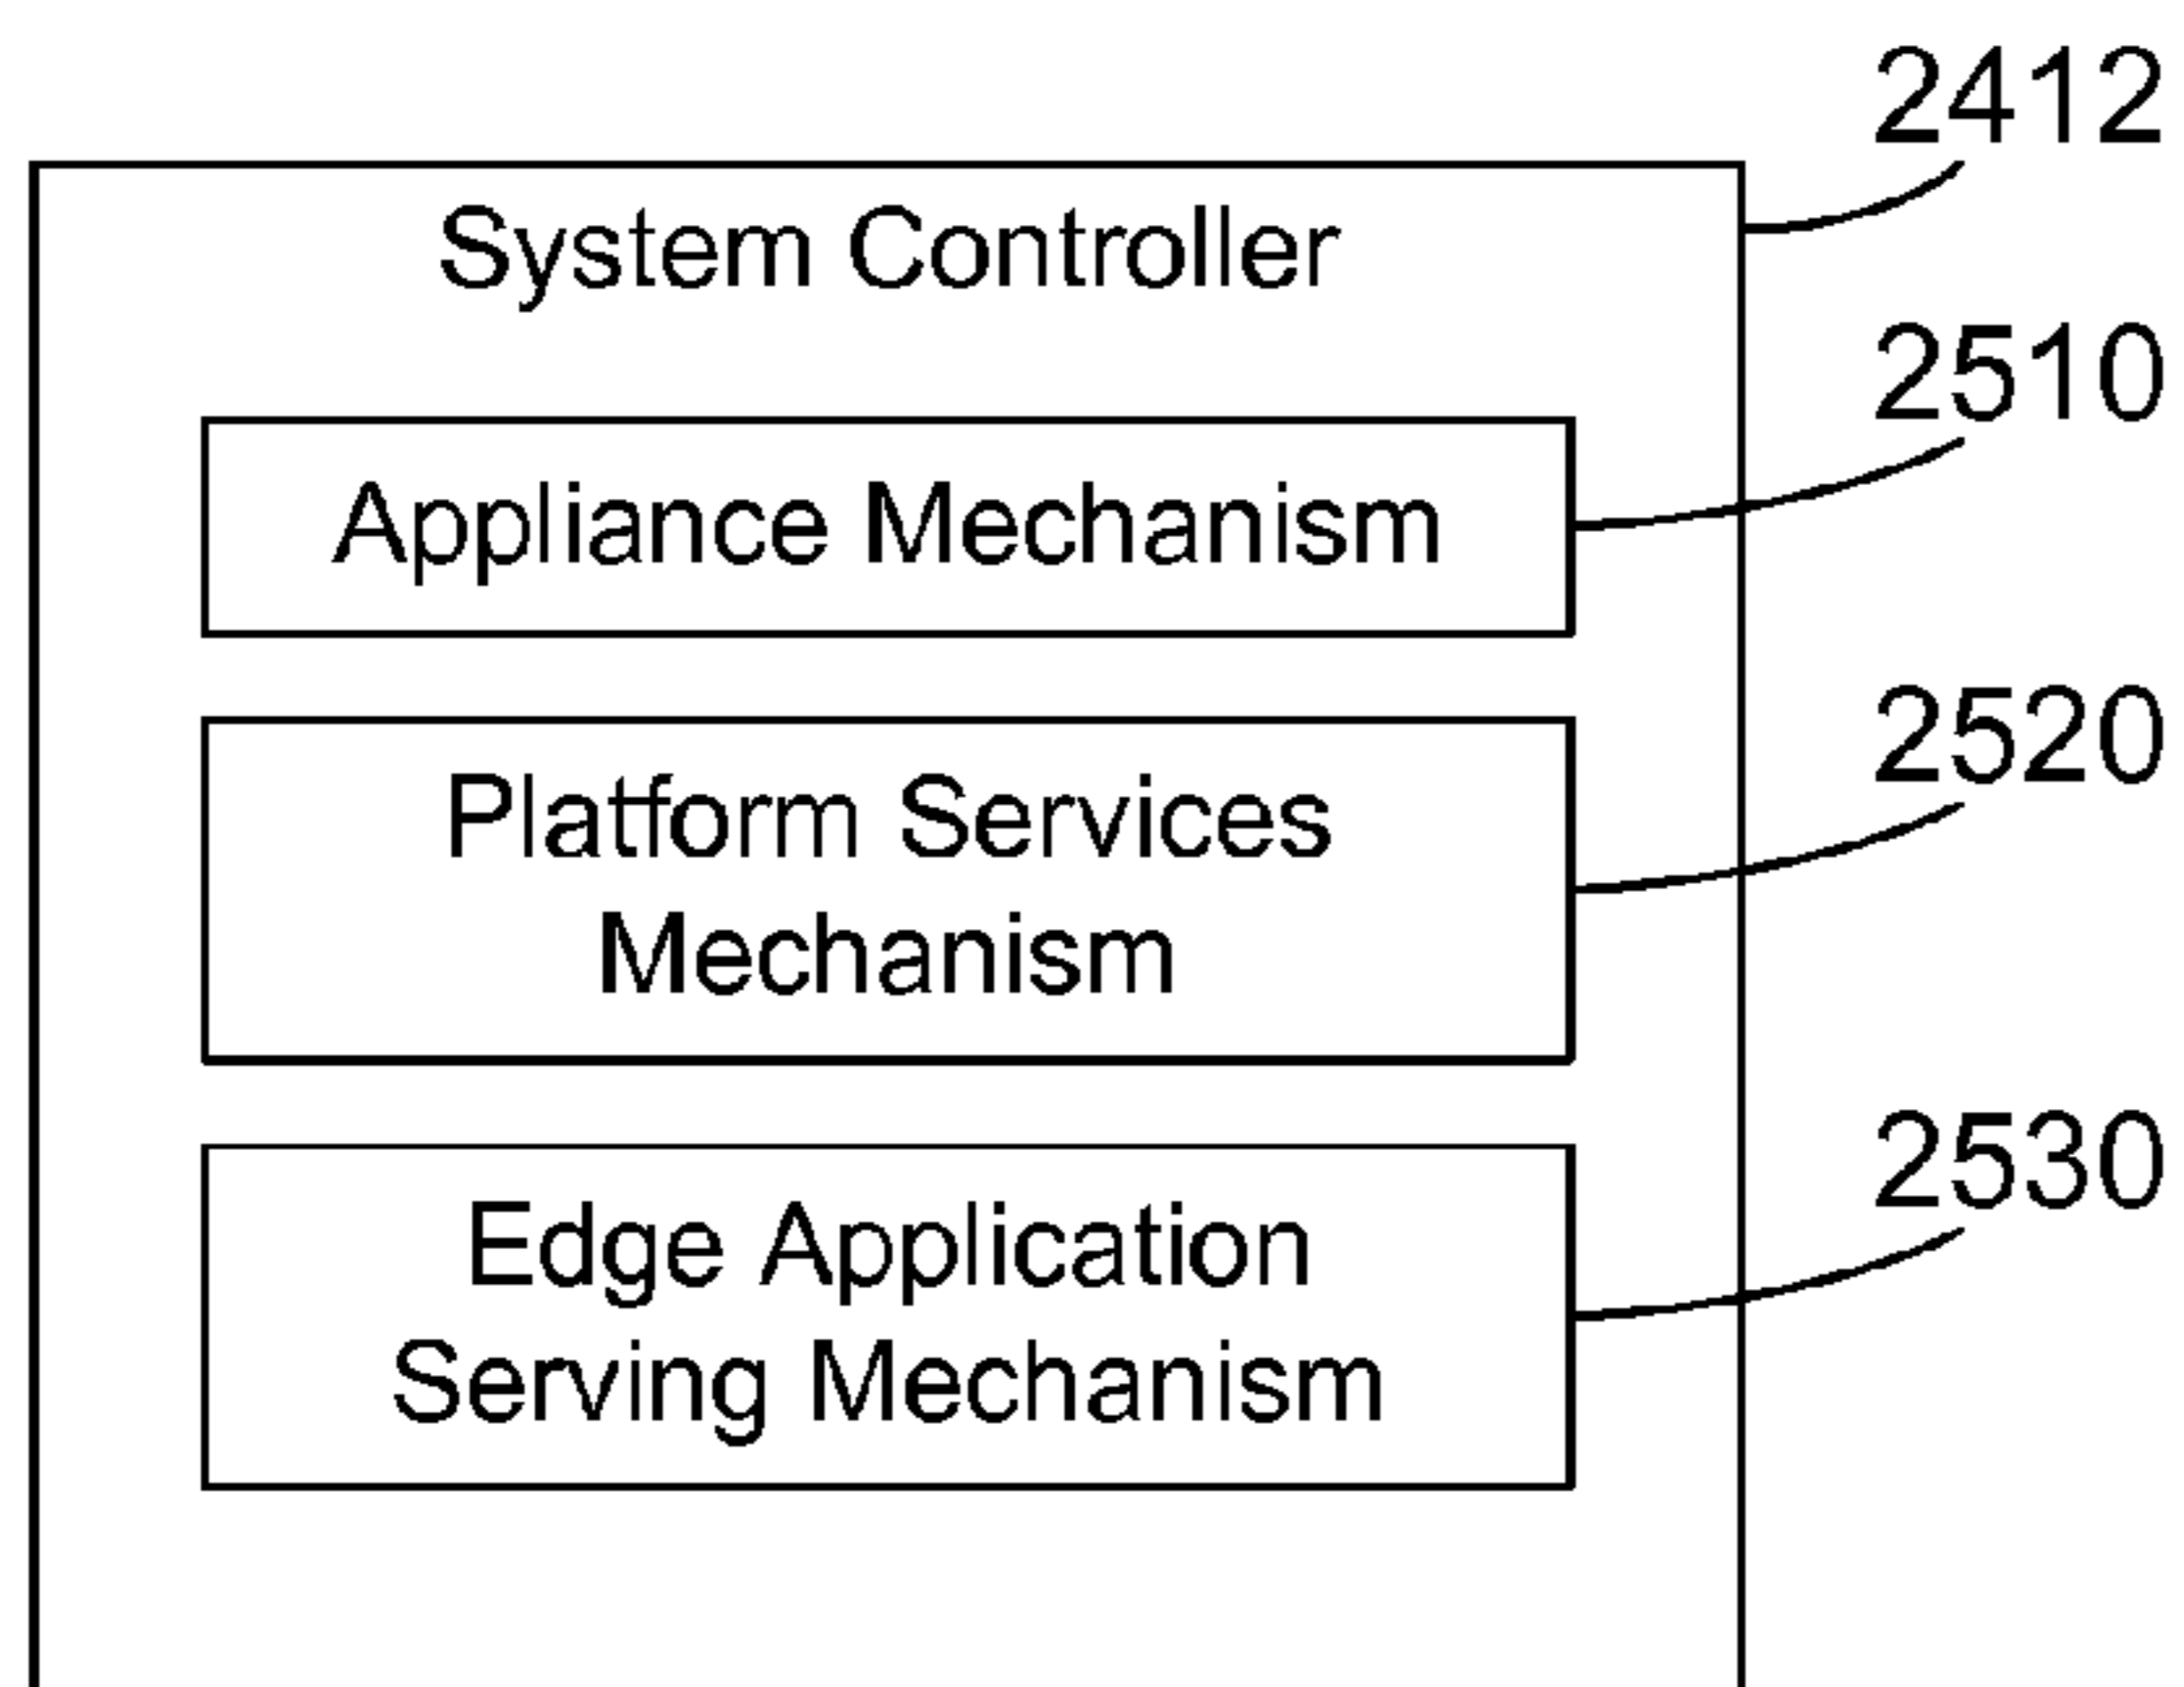 2412
System Controller
2510
Appliance Mechanism
2520
Platform Services
Mechanism
2530
Edge Application
Serving Mechanism